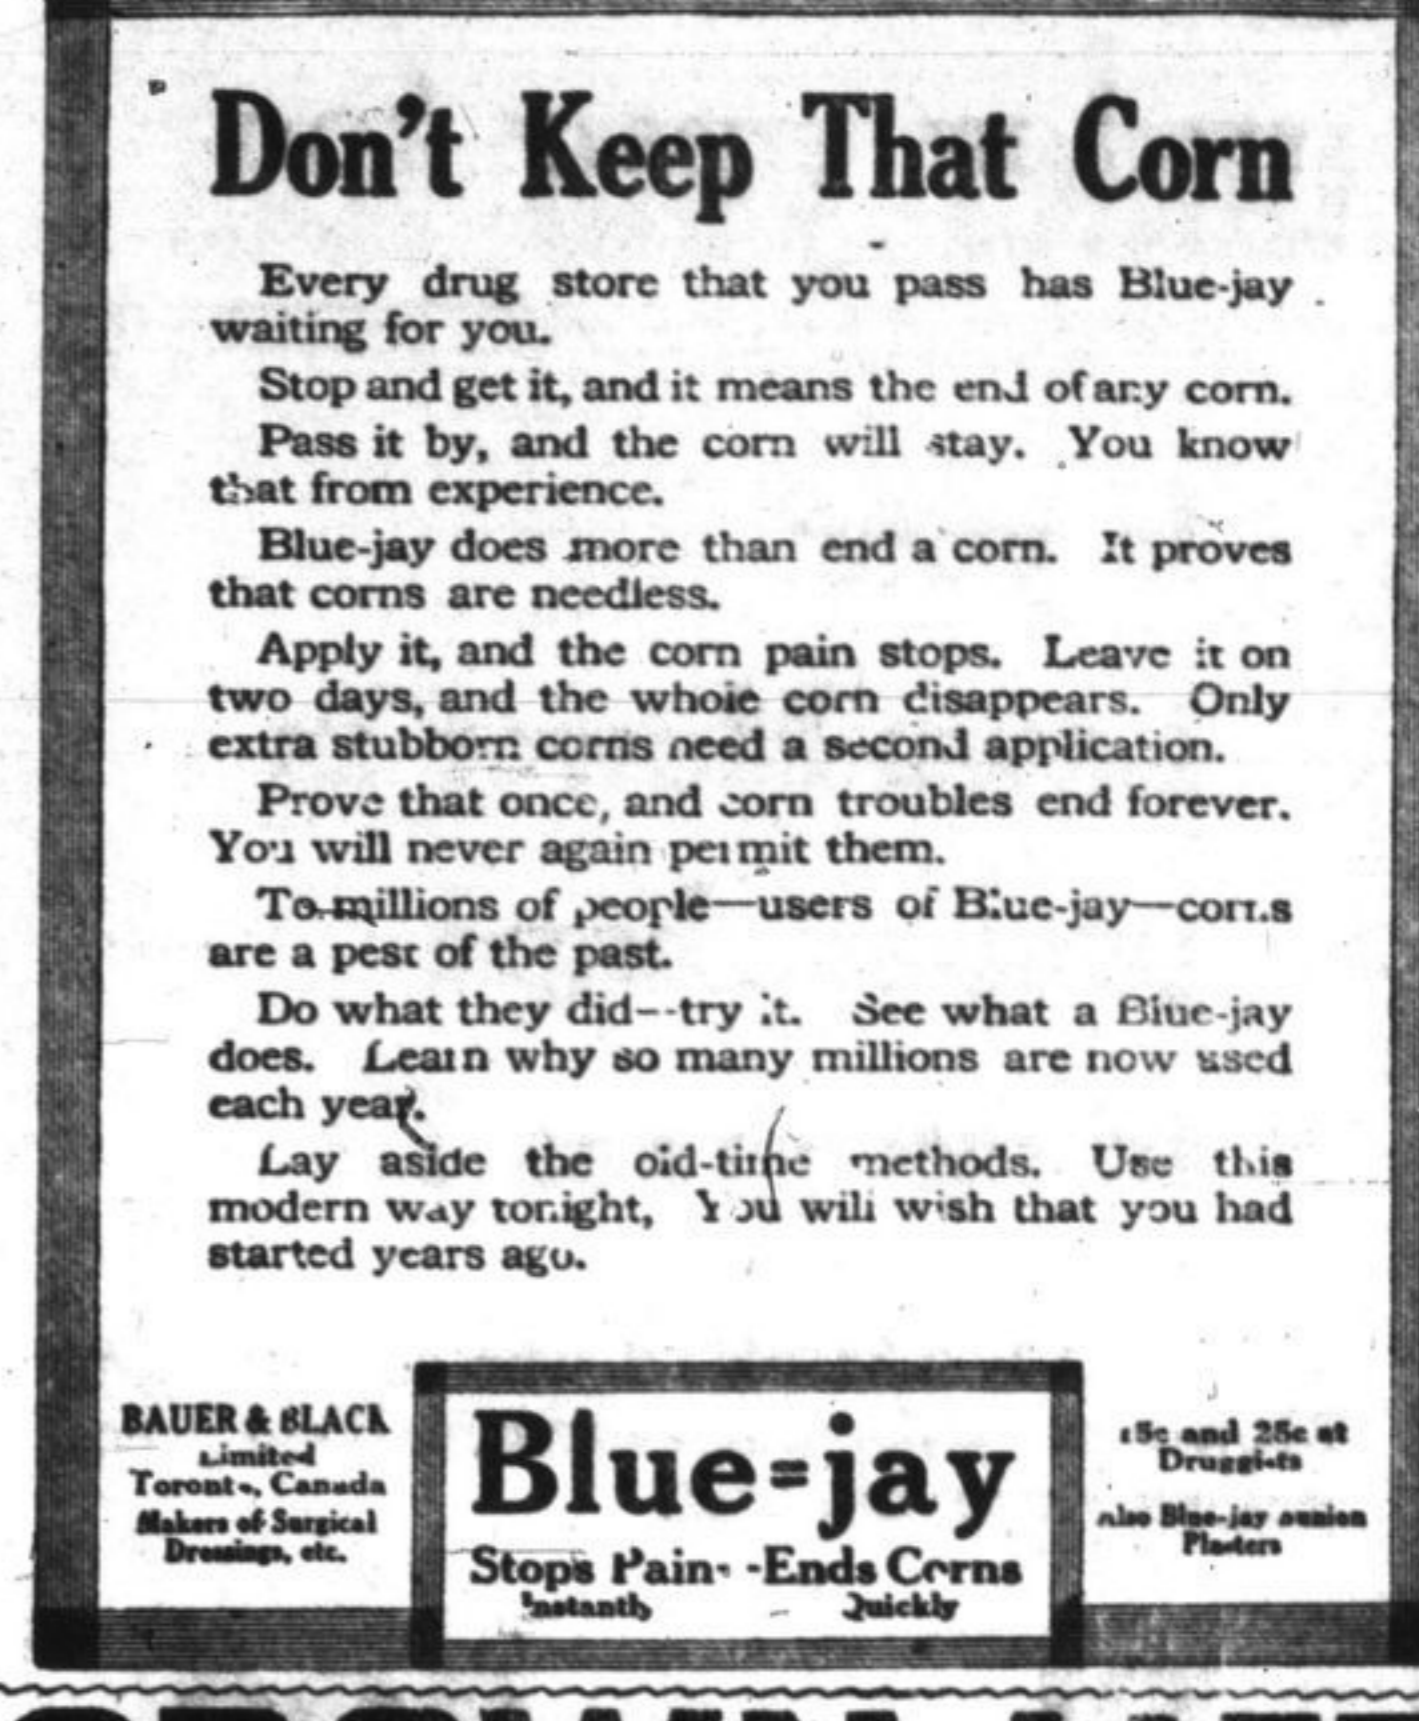 Don't Keep That Corn
Every drug store that you pass has Blue-jay
waiting for you.
Stop and get it, and it means the end of any corn.
Pass it by, and the corn will stay. You know
that from experience.
Blue-jay does more than end a corn. It proves
that corns are needless.
Apply it, and the corn pain stops. Leave it on
two days, and the whole corn disappears. Only
extra stubborn corns need a second application.
Prove that once, and corn troubles end forever.
You will never again permit them.
To millions of people—users of Blue-jay—corns
are a pest of the past.
Do what they did--try it. See what a Blue-jay
does. Learn why so many millions are now used
each year.
Lay aside the old-time methods. Use this
modern way tonight, You will wish that you had
started years ago.
BAUER & BLACK
Limited
Toronto, Canada
Makers of Surgical
Dressings, etc.
Blue=jay
Stops Pain--Ends Corns
Instantly Quickly
15c and 25c at
Druggists
Also Blue-jay Bunion
Plasters